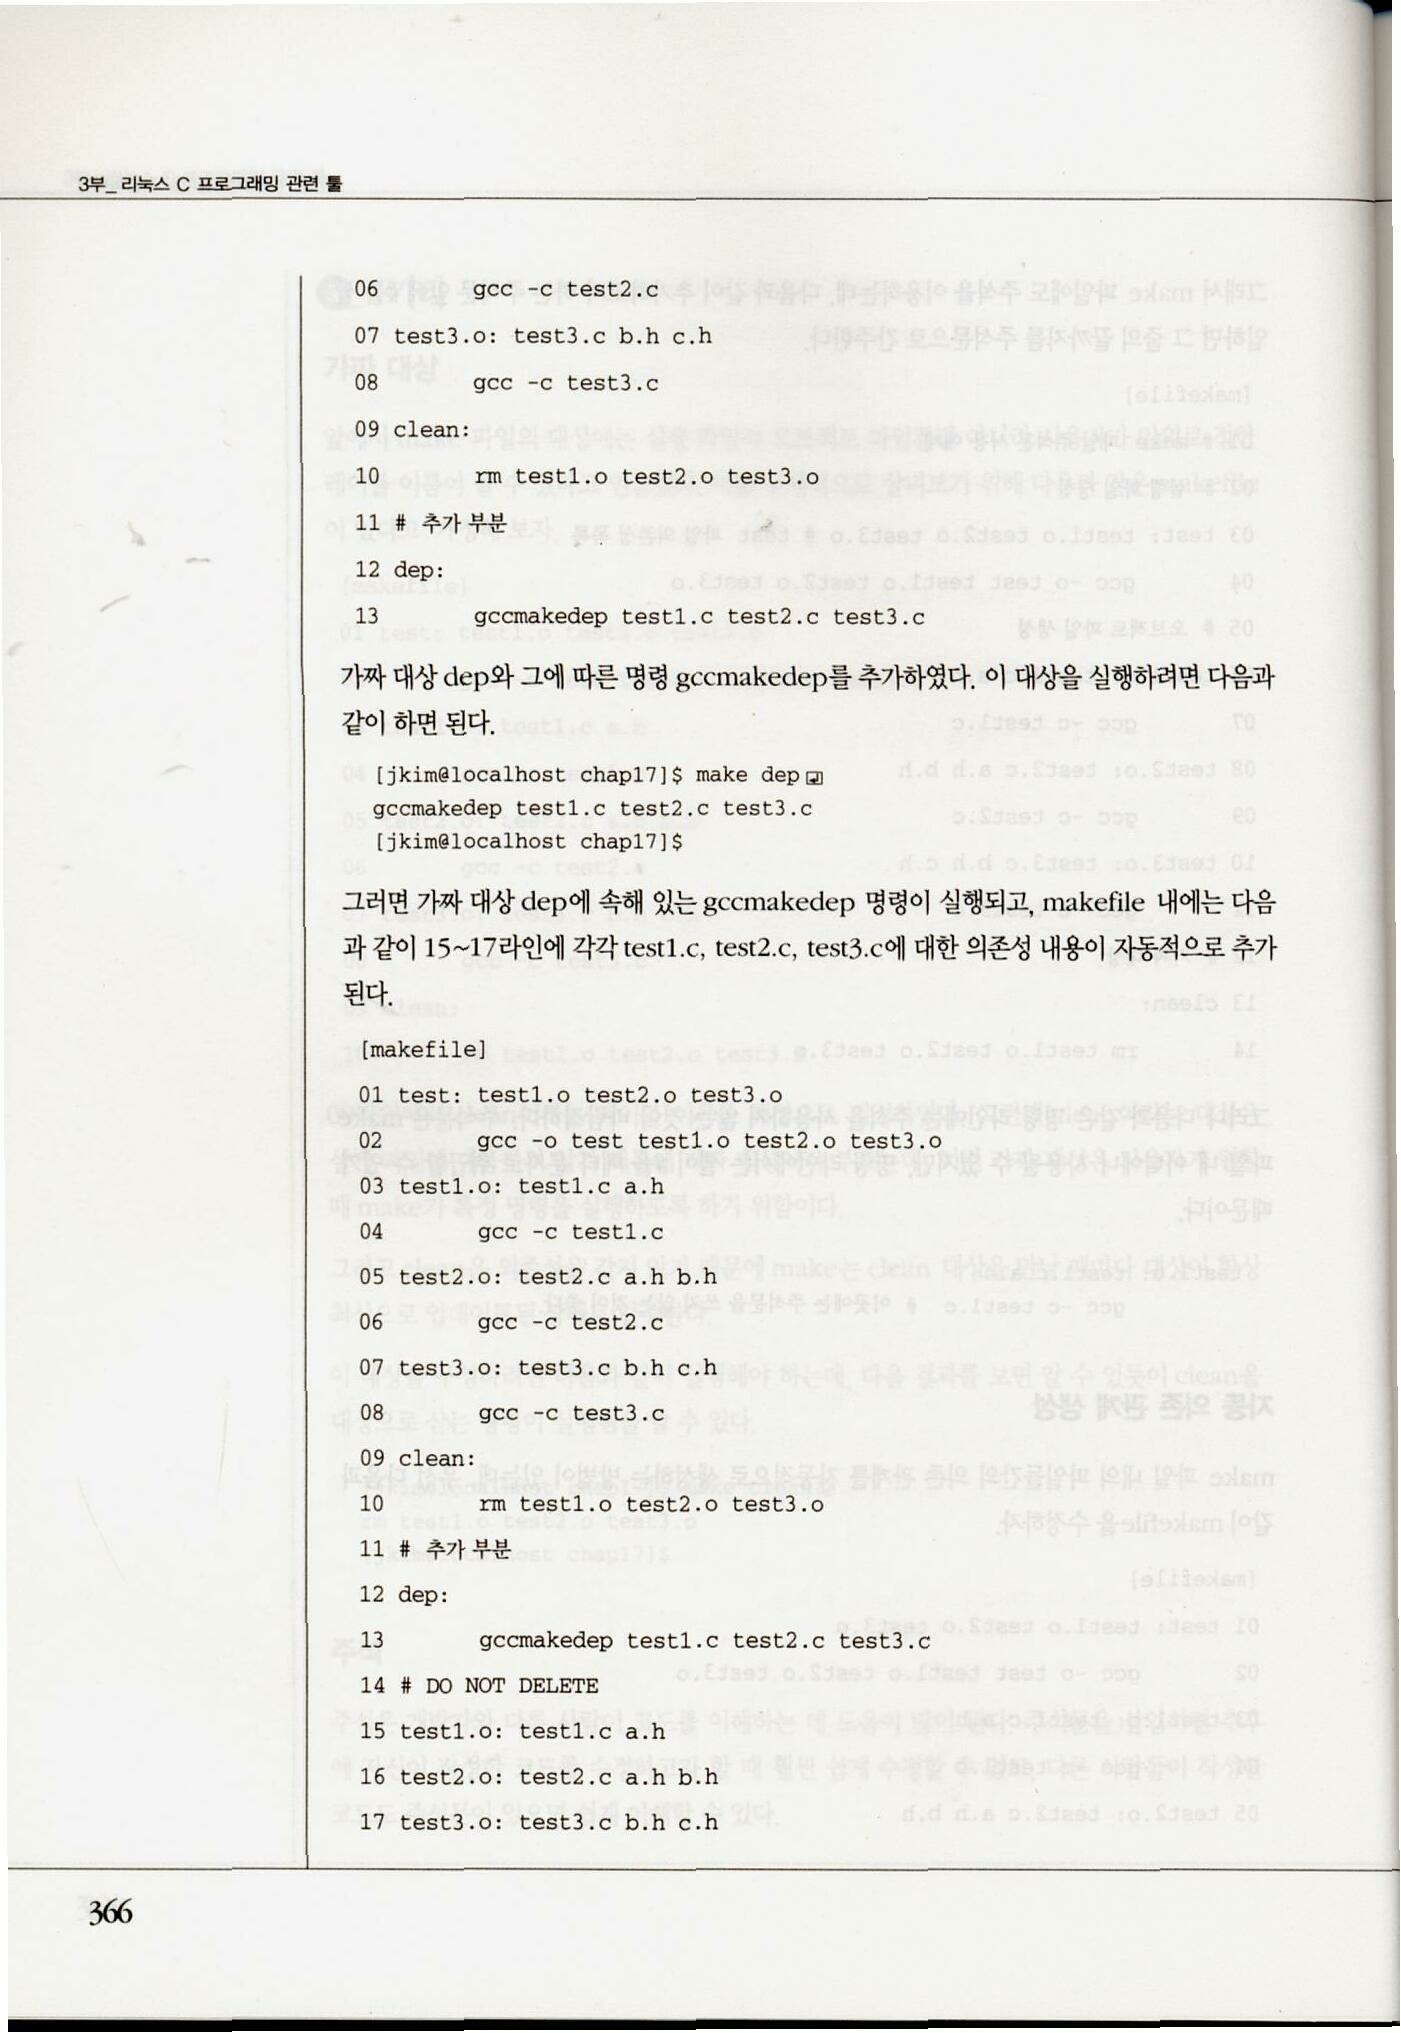 3부_ 리눅스 C 프로그래밍 관련 툴
06 gcc -c test2.c
07 test3.o: test3.c b.h c.h
08 gcc -c test3.c
09 clean:
10 rm test1.o test2.o test3.o
11 # 추가 부분
12 dep:
13 gccmakedep test1.c test2.c test3.c
가짜 대상 dep와 그에 따른 명령 gccmakedep를 추가하였다. 이 대상을 실행하려면 다음과
같이 하면 된다.
[jkim@localhost chap17]$ make dep
gccmakedep test1.c test2.c test3.c
[jkim@localhost chap17]$
그러면 가짜 대상 dep에 속해 있는 gccmakedep 명령이 실행되고, makefile 내에는 다음
과 같이 15~17라인에 각각 test1.c, test2.c, test3.c에 대한 의존성 내용이 자동적으로 추가
된다.
[makefile]
01 test: test1.o test2.o test3.o
02 gcc -o test test1.o test2.o test3.o
03 test1.o: test1.c a.h
04 gcc -c test1.c
05 test2.o: test2.c a.h b.h
06 gcc -c test2.c
07 test3.o: test3.c b.h c.h
08 gcc -c test3.c
09 clean:
10 rm test1.o test2.o test3.o
11 # 추가 부분
12 dep:
13 gccmakedep test1.c test2.c test3.c
14 # DO NOT DELETE
15 test1.o: test1.c a.h
16 test2.o: test2.c a.h b.h
17 test3.o: test3.c b.h c.h
366